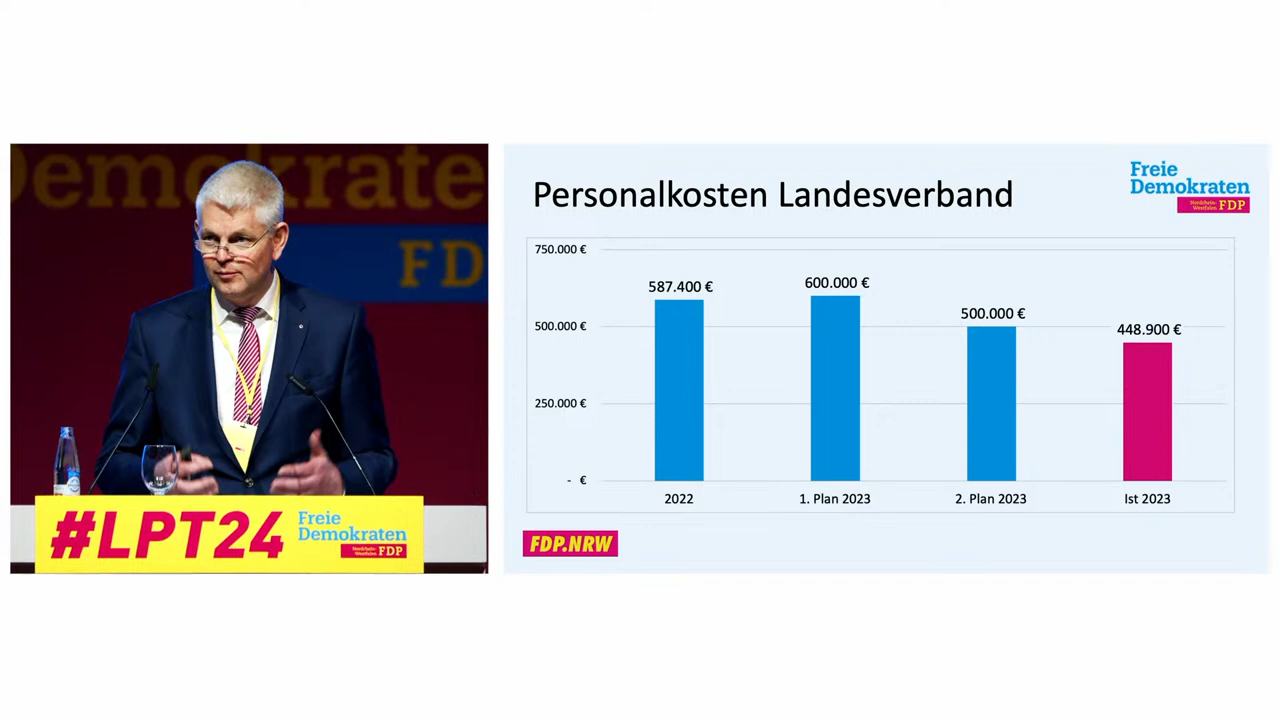 Demokrate
FD
#LPT24
Freie
Demokraten
Nordrhein-
Westfalen FDP
Personalkosten Landesverband
Freie
Demokraten
Nordrhein-
Westfalen FDP
750.000 €
500.000 €
250.000 €
- €
587.400 €
600.000 €
500.000 €
448.900 €
2022
1. Plan 2023
2. Plan 2023
Ist 2023
FDP.NRW